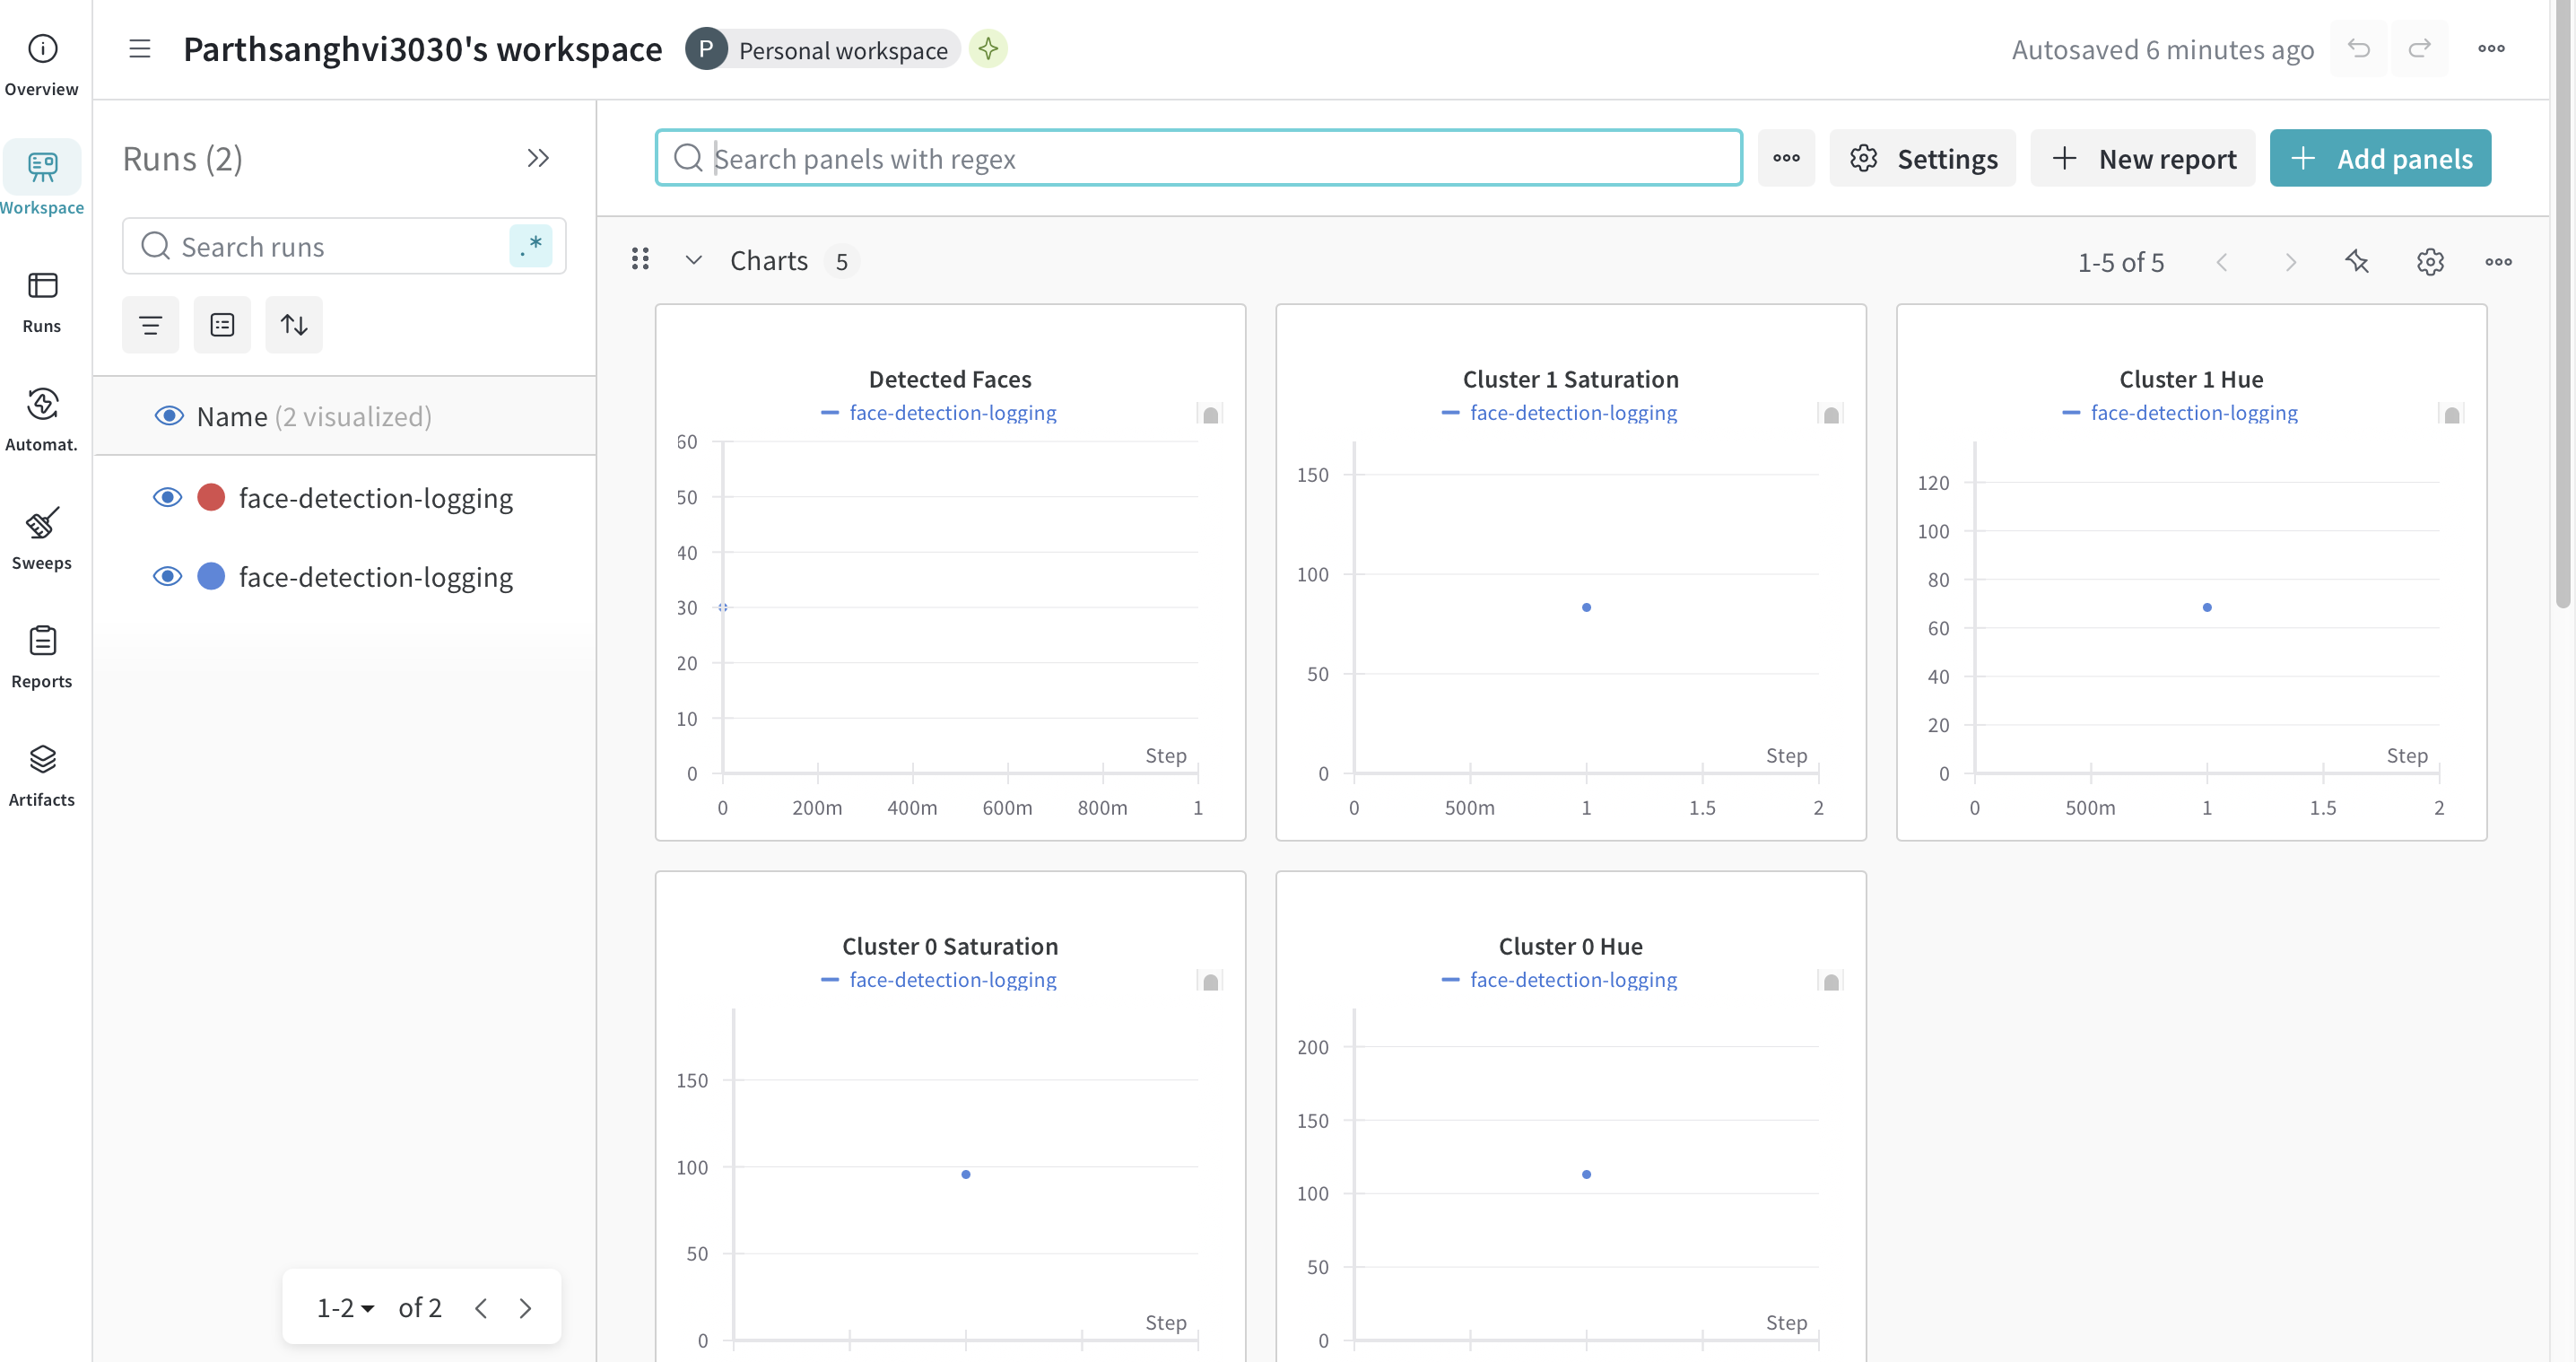 Parthsanghvi3030's workspace
P
Personal workspace
Autosaved 6 minutes ago
Overview
Workspace
Runs
Automat.
Sweeps
Reports
Artifacts
Runs (2)
Search runs
.*
Name (2 visualized)
face-detection-logging
face-detection-logging
1-2 of 2
Search panels with regex
Settings
New report
Add panels
Charts 5
1-5 of 5
Detected Faces
face-detection-logging
60
50
40
30
20
10
0
Step
0 200m 400m 600m 800m 1
Cluster 1 Saturation
face-detection-logging
150
100
50
0
Step
0 500m 1 1.5 2
Cluster 1 Hue
face-detection-logging
120
100
80
60
40
20
0
Step
0 500m 1 1.5 2
Cluster 0 Saturation
face-detection-logging
150
100
50
0
Step
Cluster 0 Hue
face-detection-logging
200
150
100
50
0
Step